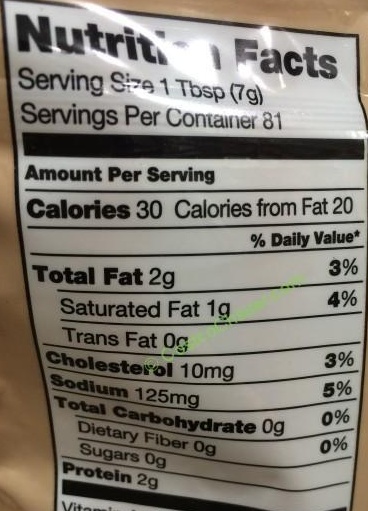 Facts
Serving Size 1 Tbsp (7g)
Servings Per Container 81
Amount Per Serving
Calories 30 Calories from Fat 20
% Daily Value*
Total Fat 2g 3%
Saturated Fat 1g 4%
Trans Fat 0g
Cholesterol 10mg 3%
Sodium 125mg 5%
Total Carbohydrate 0g 0%
Dietary Fiber 0g 0%
Sugars 0g
Protein 2g